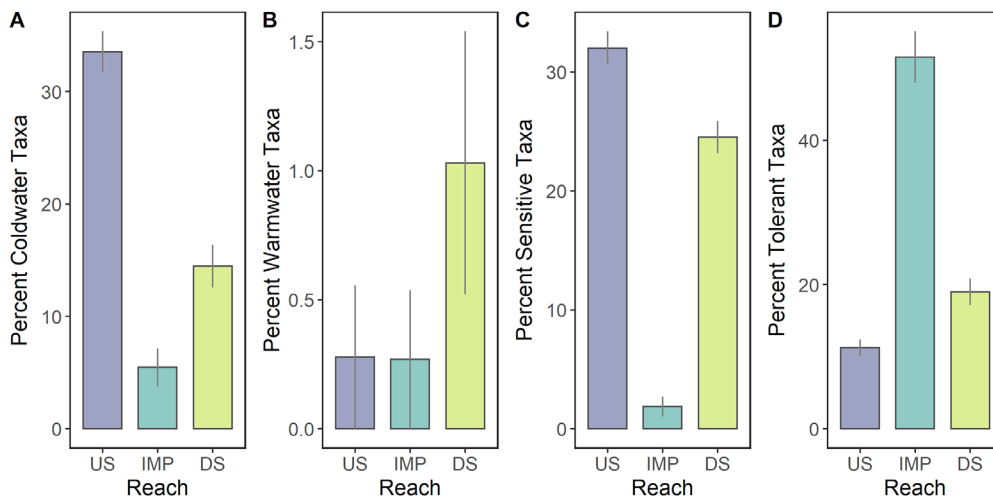 A
Percent Coldwater Taxa
30
20
10
0
US IMP DS
Reach
B
Percent Warmwater Taxa
1.5
1.0
0.5
0.0
US IMP DS
Reach
C
Percent Sensitive Taxa
30
20
10
0
US IMP DS
Reach
D
Percent Tolerant Taxa
40
20
0
US IMP DS
Reach